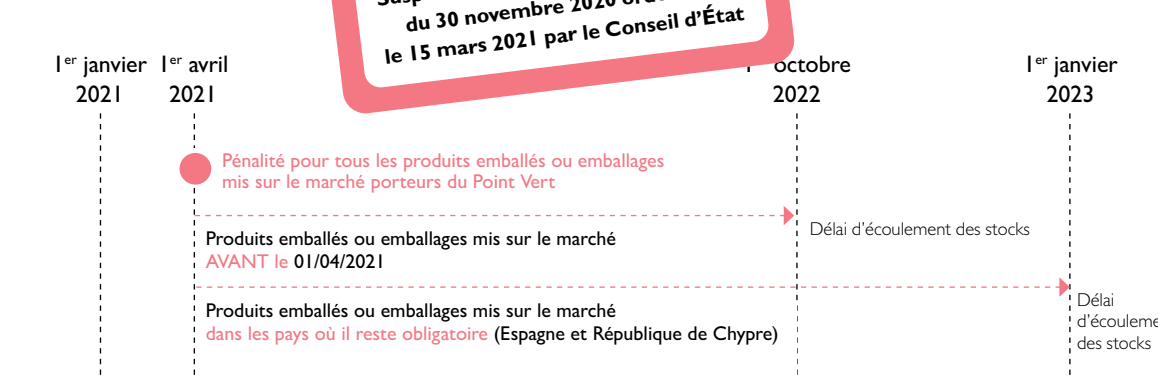 du 30 novembre 2020
le 15 mars 2021 par le Conseil d'État
1er janvier 1er avril octobre 1er janvier
2021 2021 2022 2023
Pénalité pour tous les produits emballés ou emballages
mis sur le marché porteurs du Point Vert
Délai d'écoulement des stocks
Produits emballés ou emballages mis sur le marché
AVANT le 01/04/2021
Produits emballés ou emballages mis sur le marché
dans les pays où il reste obligatoire (Espagne et République de Chypre)
Délai
des stocks